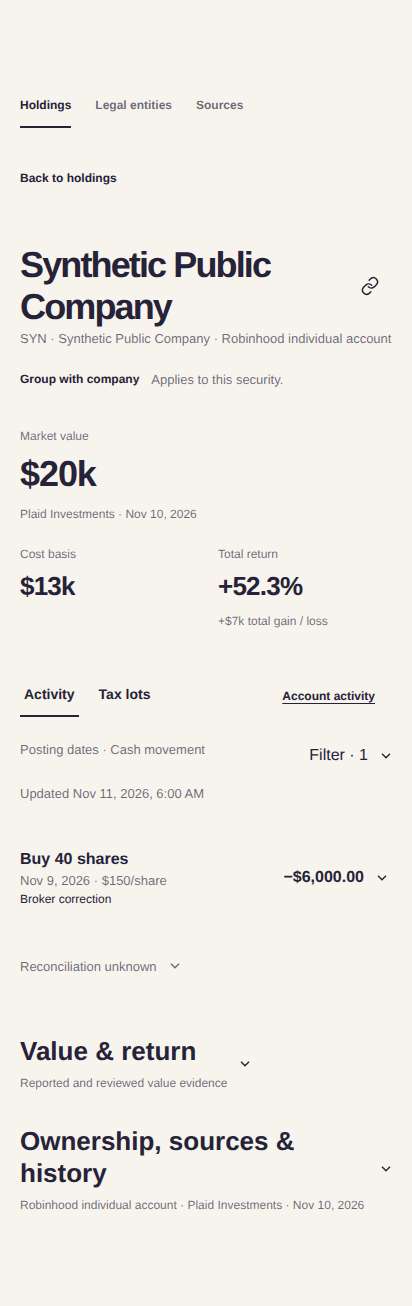 Holdings Legal entities Sources
Back to holdings
Synthetic Public
Company
SYN · Synthetic Public Company · Robinhood individual account
Group with company Applies to this security.
Market value
$20k
Plaid Investments · Nov 10, 2026
Cost basis Total return
$13k +52.3%
+$7k total gain / loss
Activity Tax lots Account activity
Posting dates · Cash movement
Filter · 1
Updated Nov 11, 2026, 6:00 AM
Buy 40 shares
−$6,000.00
Nov 9, 2026 · $150/share
Broker correction
Reconciliation unknown
Value & return
Reported and reviewed value evidence
Ownership, sources &
history
Robinhood individual account · Plaid Investments · Nov 10, 2026